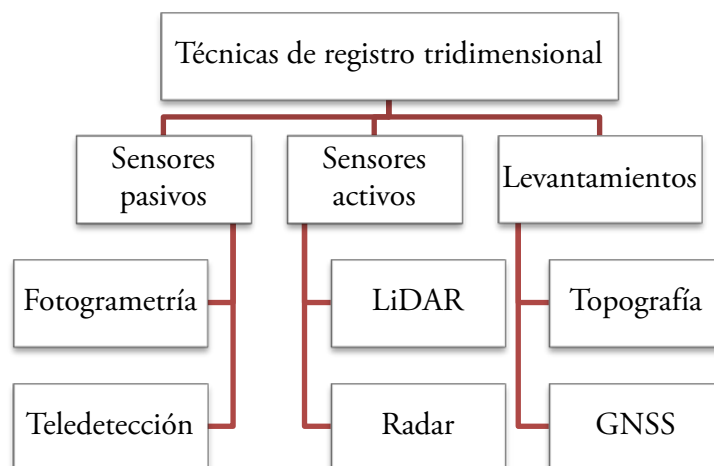 Técnicas de registro tridimensional
Sensores
pasivos
Sensores
activos
Levantamientos
Fotogrametría
LiDAR
Topografía
Teledetección
Radar
GNSS